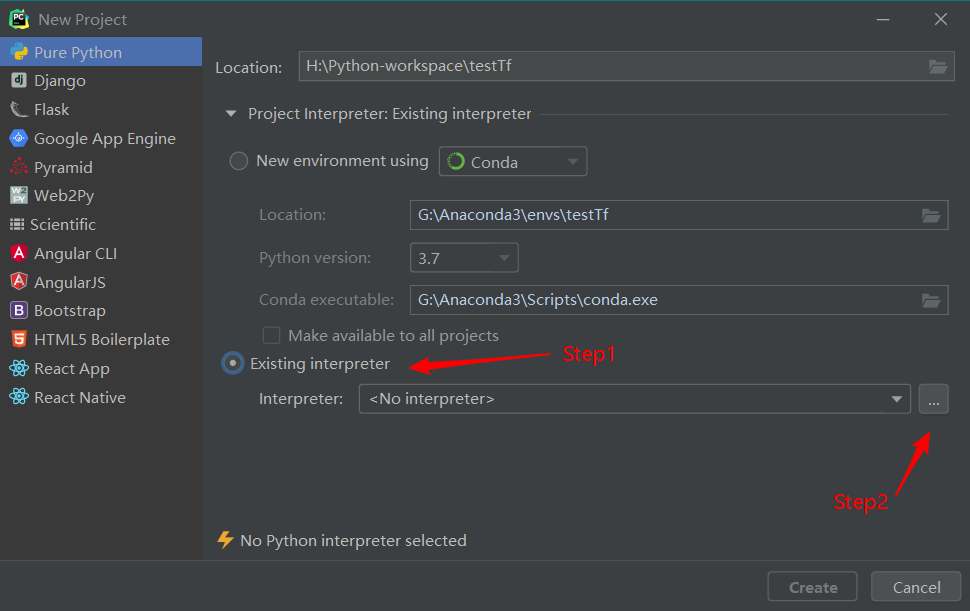 New Project
Pure Python
Django
Flask
Google App Engine
Pyramid
Web2Py
Scientific
Angular CLI
AngularJS
Bootstrap
HTML5 Boilerplate
React App
React Native
Location: H:\Python-workspace\testTf
Project Interpreter: Existing interpreter
New environment using Conda
Location: G:\Anaconda3\envs\testTf
Python version: 3.7
Conda executable: G:\Anaconda3\Scripts\conda.exe
Make available to all projects
Existing interpreter
Step1
Interpreter: <No interpreter> ...
Step2
No Python interpreter selected
Create Cancel